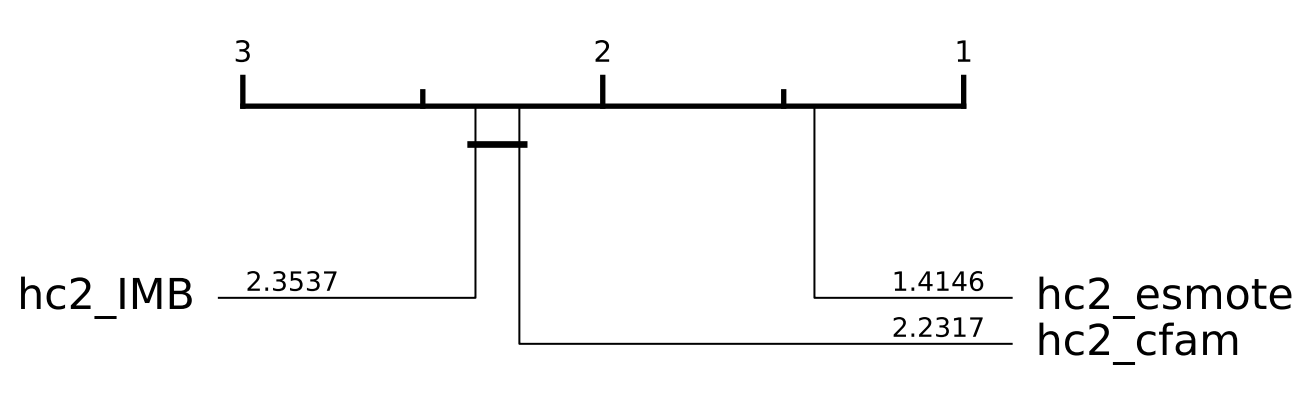 3 2 1
hc2_IMB 2.3537 1.4146 hc2_esmote
2.2317 hc2_cfam